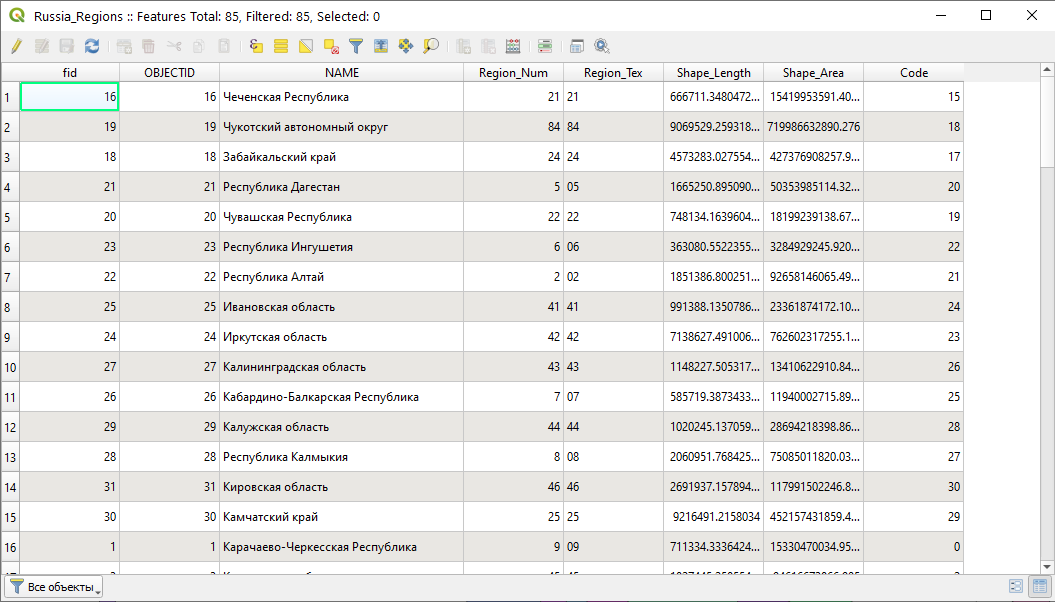 Russia_Regions :: Features Total: 85, Filtered: 85, Selected: 0
fid OBJECTID NAME Region_Num Region_Tex Shape_Length Shape_Area Code
1 16 16 Чеченская Республика 21 21 666711.3480472... 15419953591.40... 15
2 19 19 Чукотский автономный округ 84 84 9069529.259318... 719986632890.276 18
3 18 18 Забайкальский край 24 24 4573283.027554... 427376908257.9... 17
4 21 21 Республика Дагестан 5 05 1665250.895090... 50353985114.32... 20
5 20 20 Чувашская Республика 22 22 748134.1639604... 18199239138.67... 19
6 23 23 Республика Ингушетия 6 06 363080.5522355... 3284929245.920... 22
7 22 22 Республика Алтай 2 02 1851386.800251... 92658146065.49... 21
8 25 25 Ивановская область 41 41 991388.1350786... 23361874172.10... 24
9 24 24 Иркутская область 42 42 7138627.491006... 762602317255.1... 23
10 27 27 Калининградская область 43 43 1148227.505317... 13410622910.84... 26
11 26 26 Кабардино-Балкарская Республика 7 07 585719.3873433... 11940002715.89... 25
12 29 29 Калужская область 44 44 1020245.137059... 28694218398.86... 28
13 28 28 Республика Калмыкия 8 08 2060951.768425... 75085011820.03... 27
14 31 31 Кировская область 46 46 2691937.157894... 117991502246.8... 30
15 30 30 Камчатский край 25 25 9216491.2158034 452157431859.4... 29
16 1 1 Карачаево-Черкесская Республика 9 09 711334.3336424... 15330470034.95... 0
Все объекты